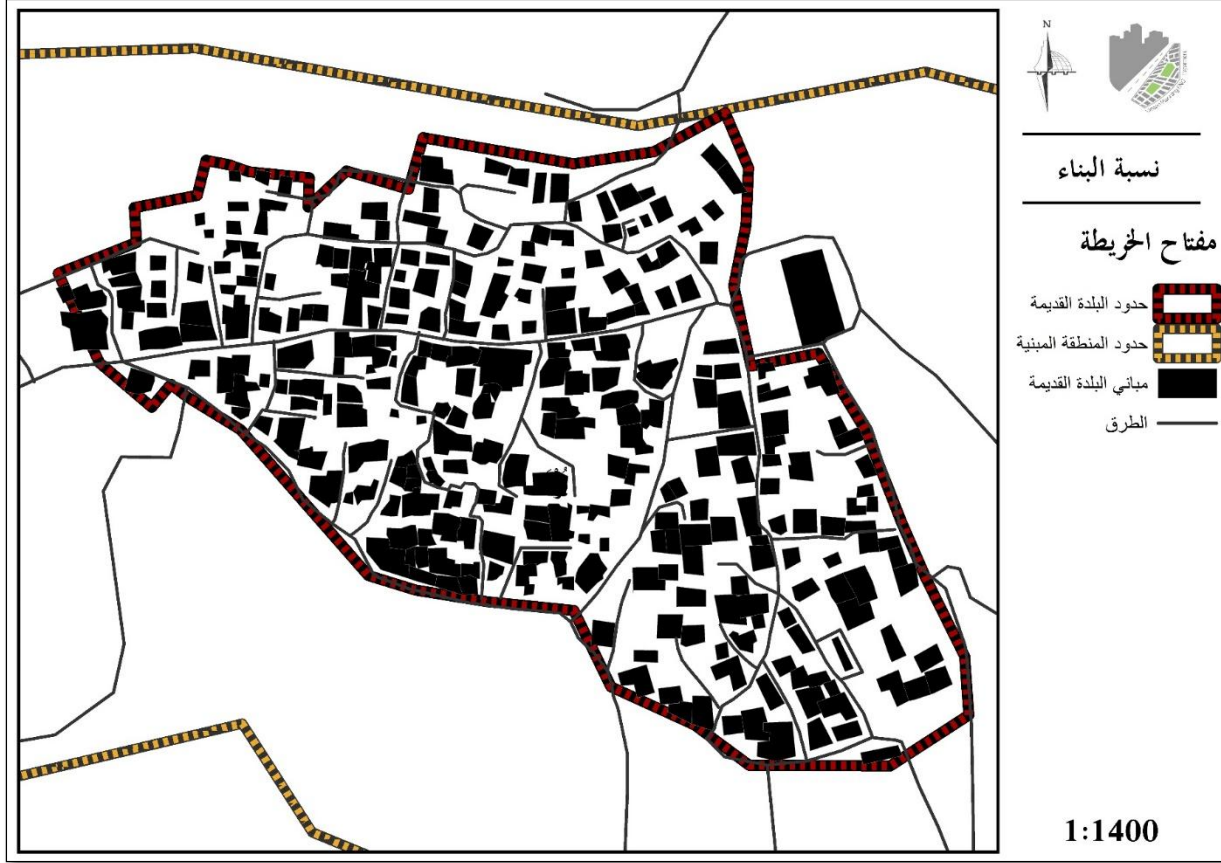 N
نسبة البناء
مفتاح الخريطة
حدود البلدة القديمة
حدود المنطقة المبنية
مباني البلدة القديمة
الطرق
1:1400